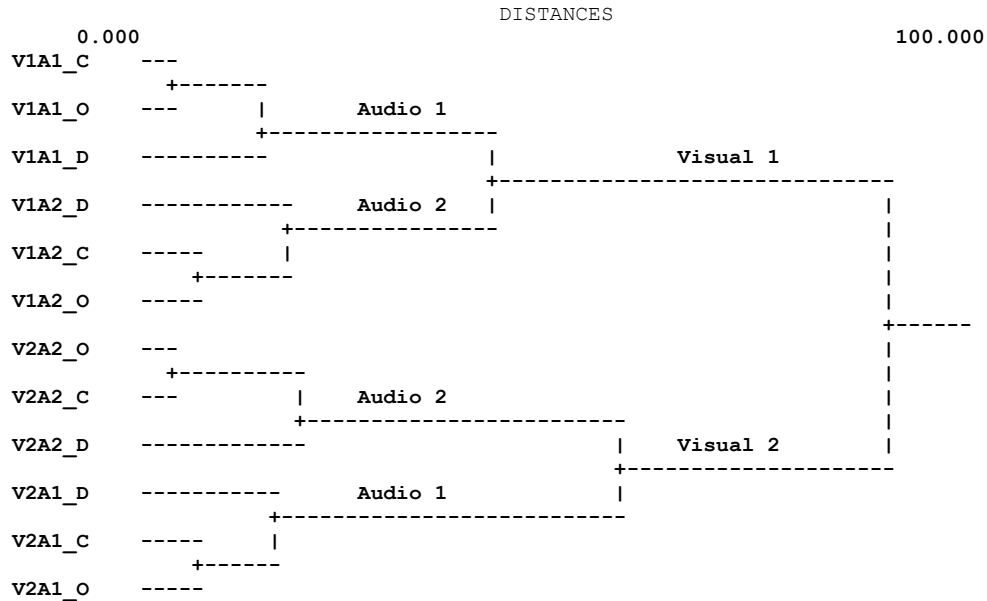 DISTANCES
0.000 100.000
V1A1_C ---
+-------
V1A1_O --- | Audio 1
+------------------
V1A1_D ---------- | Visual 1
+-------------------------------
V1A2_D ------------ Audio 2 | |
+---------------- |
V1A2_C ----- | |
+------- |
V1A2_O ----- |
+------
V2A2_O --- |
+---------- |
V2A2_C --- | Audio 2 |
+------------------------- |
V2A2_D ------------- | Visual 2 |
+---------------------
V2A1_D ----------- Audio 1 |
+---------------------------
V2A1_C ----- |
+------
V2A1_O -----